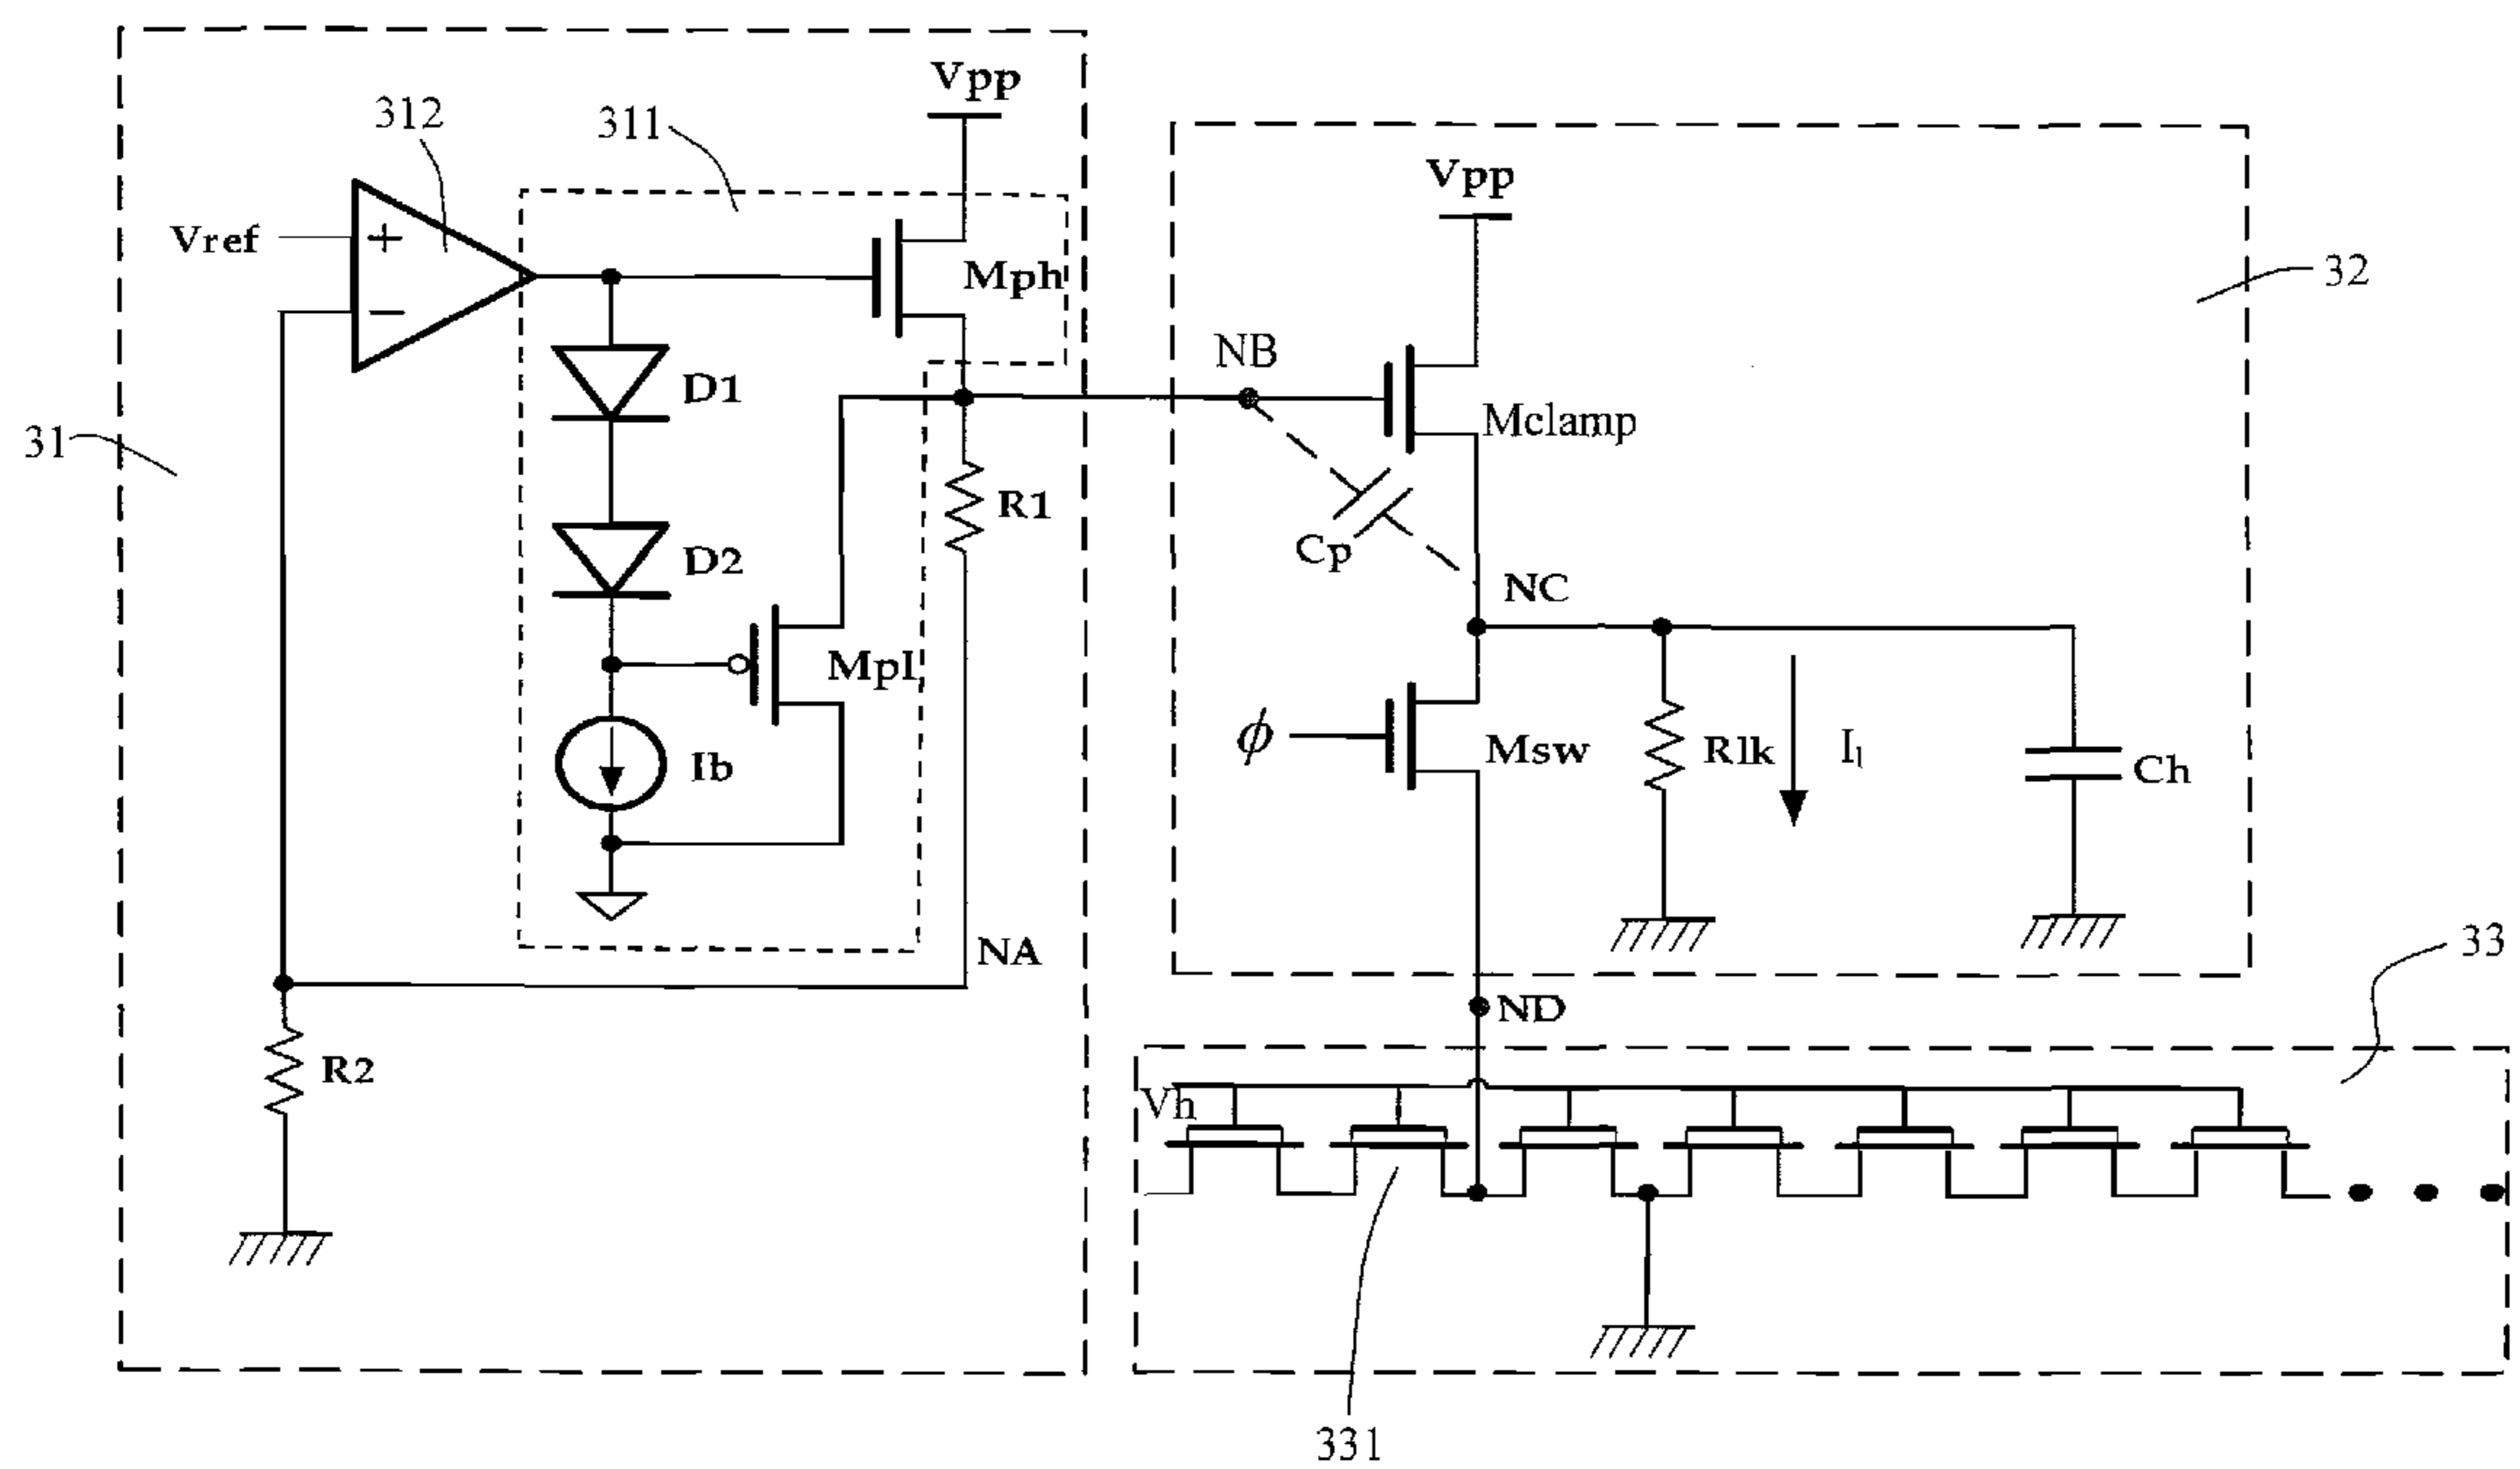 Vpp
312
311
Vref
+
Mph
−
Vpp
32
NB
D1
Mclamp
31
R1
D2
Cp
NC
MpI
ϕ
Msw
Rlk
Il
Ib
Ch
NA
33
ND
R2
Vh
331